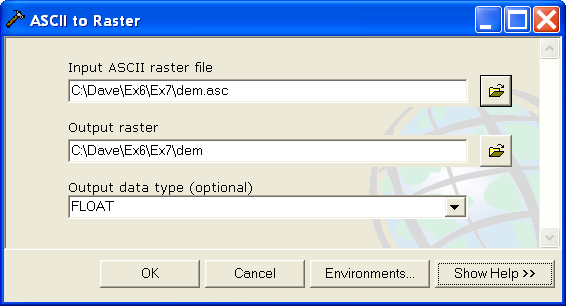 ASCII to Raster
Input ASCII raster file
C:\Dave\Ex6\Ex7\dem.asc
Output raster
C:\Dave\Ex6\Ex7\dem
Output data type (optional)
FLOAT
OK Cancel Environments... Show Help >>